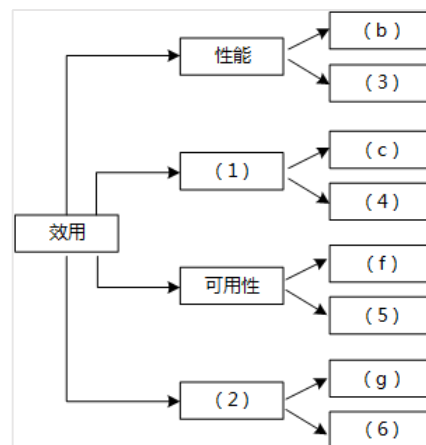 效用
性能
（1）
可用性
（2）
（b）
（3）
（c）
（4）
（f）
（5）
（g）
（6）